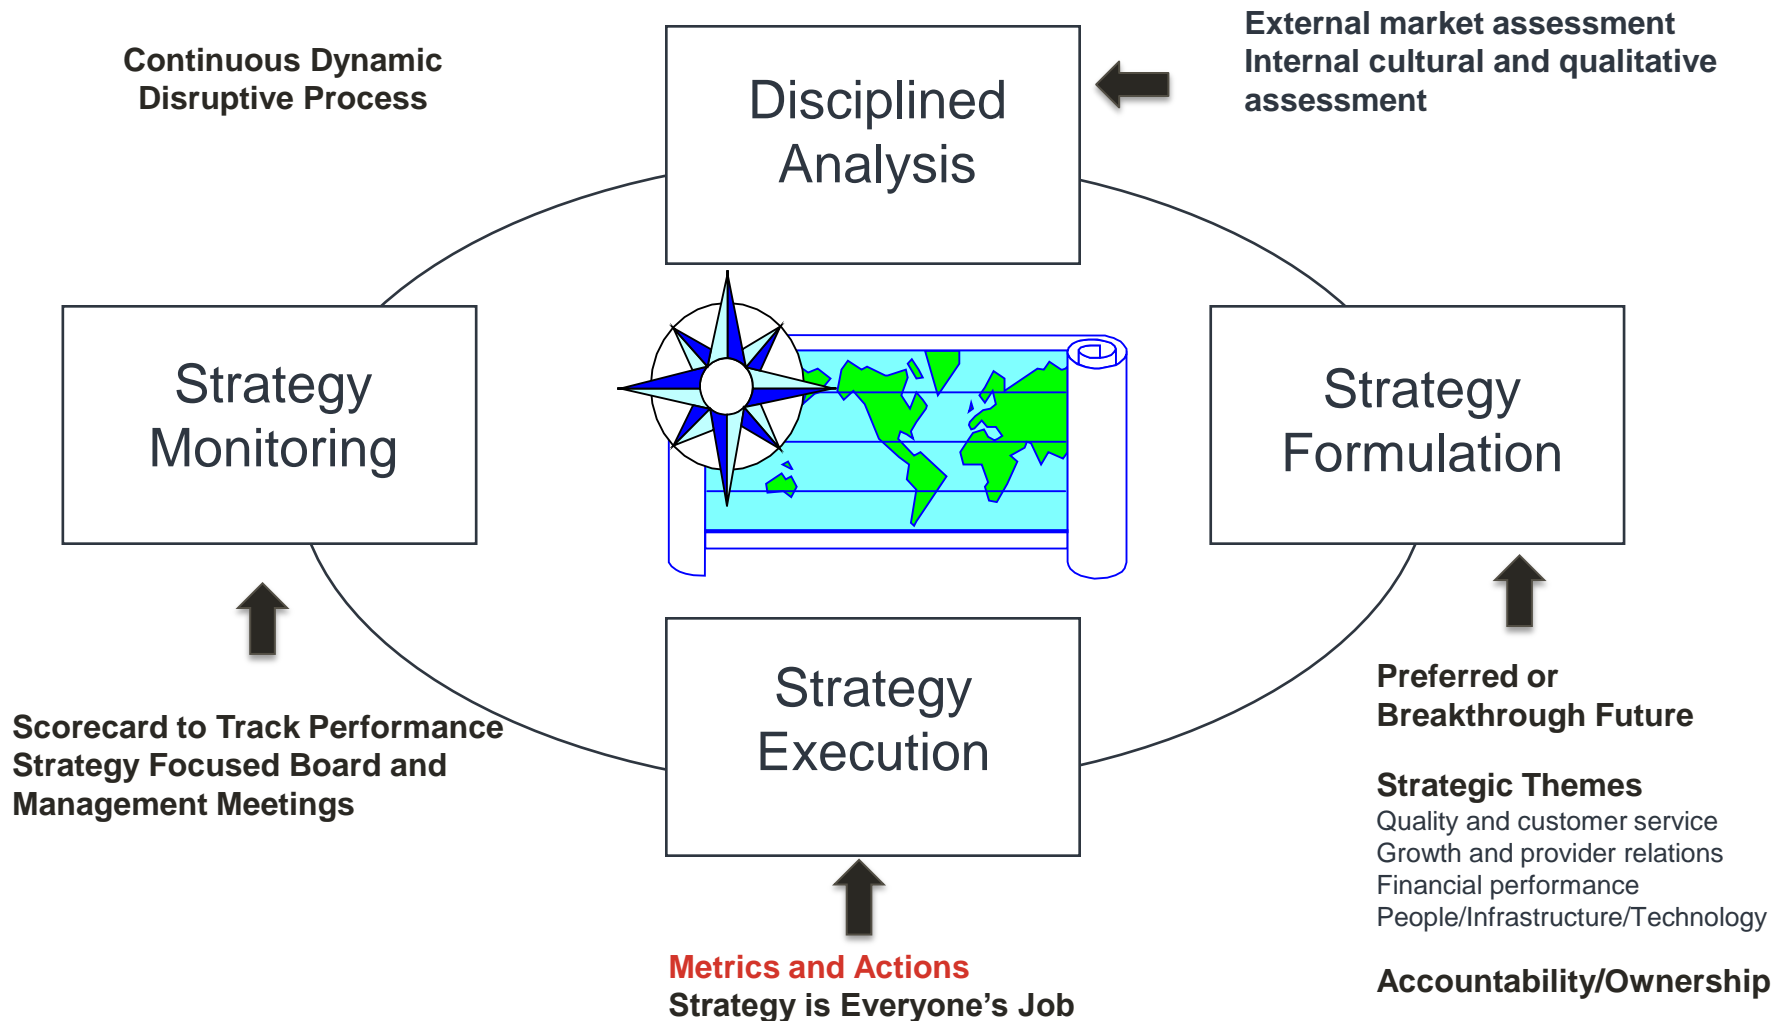 Continuous Dynamic
Disruptive Process
Disciplined
Analysis
External market assessment
Internal cultural and qualitative
assessment
Strategy
Monitoring
Strategy
Formulation
Scorecard to Track Performance
Strategy Focused Board and
Management Meetings
Strategy
Execution
Preferred or
Breakthrough Future
Strategic Themes
Quality and customer service
Growth and provider relations
Financial performance
People/Infrastructure/Technology
Accountability/Ownership
Metrics and Actions
Strategy is Everyone’s Job